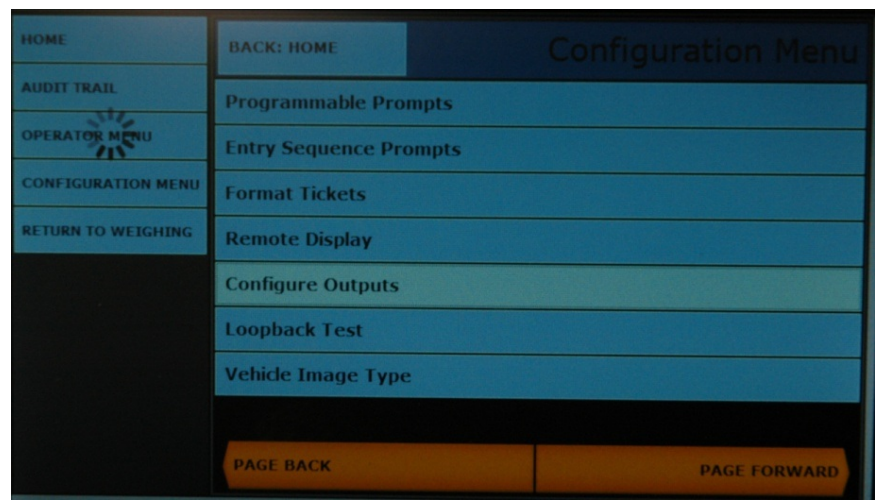 HOME
AUDIT TRAIL
OPERATOR MENU
CONFIGURATION MENU
RETURN TO WEIGHING
BACK: HOME
Configuration Menu
Programmable Prompts
Entry Sequence Prompts
Format Tickets
Remote Display
Configure Outputs
Loopback Test
Vehicle Image Type
PAGE BACK
PAGE FORWARD